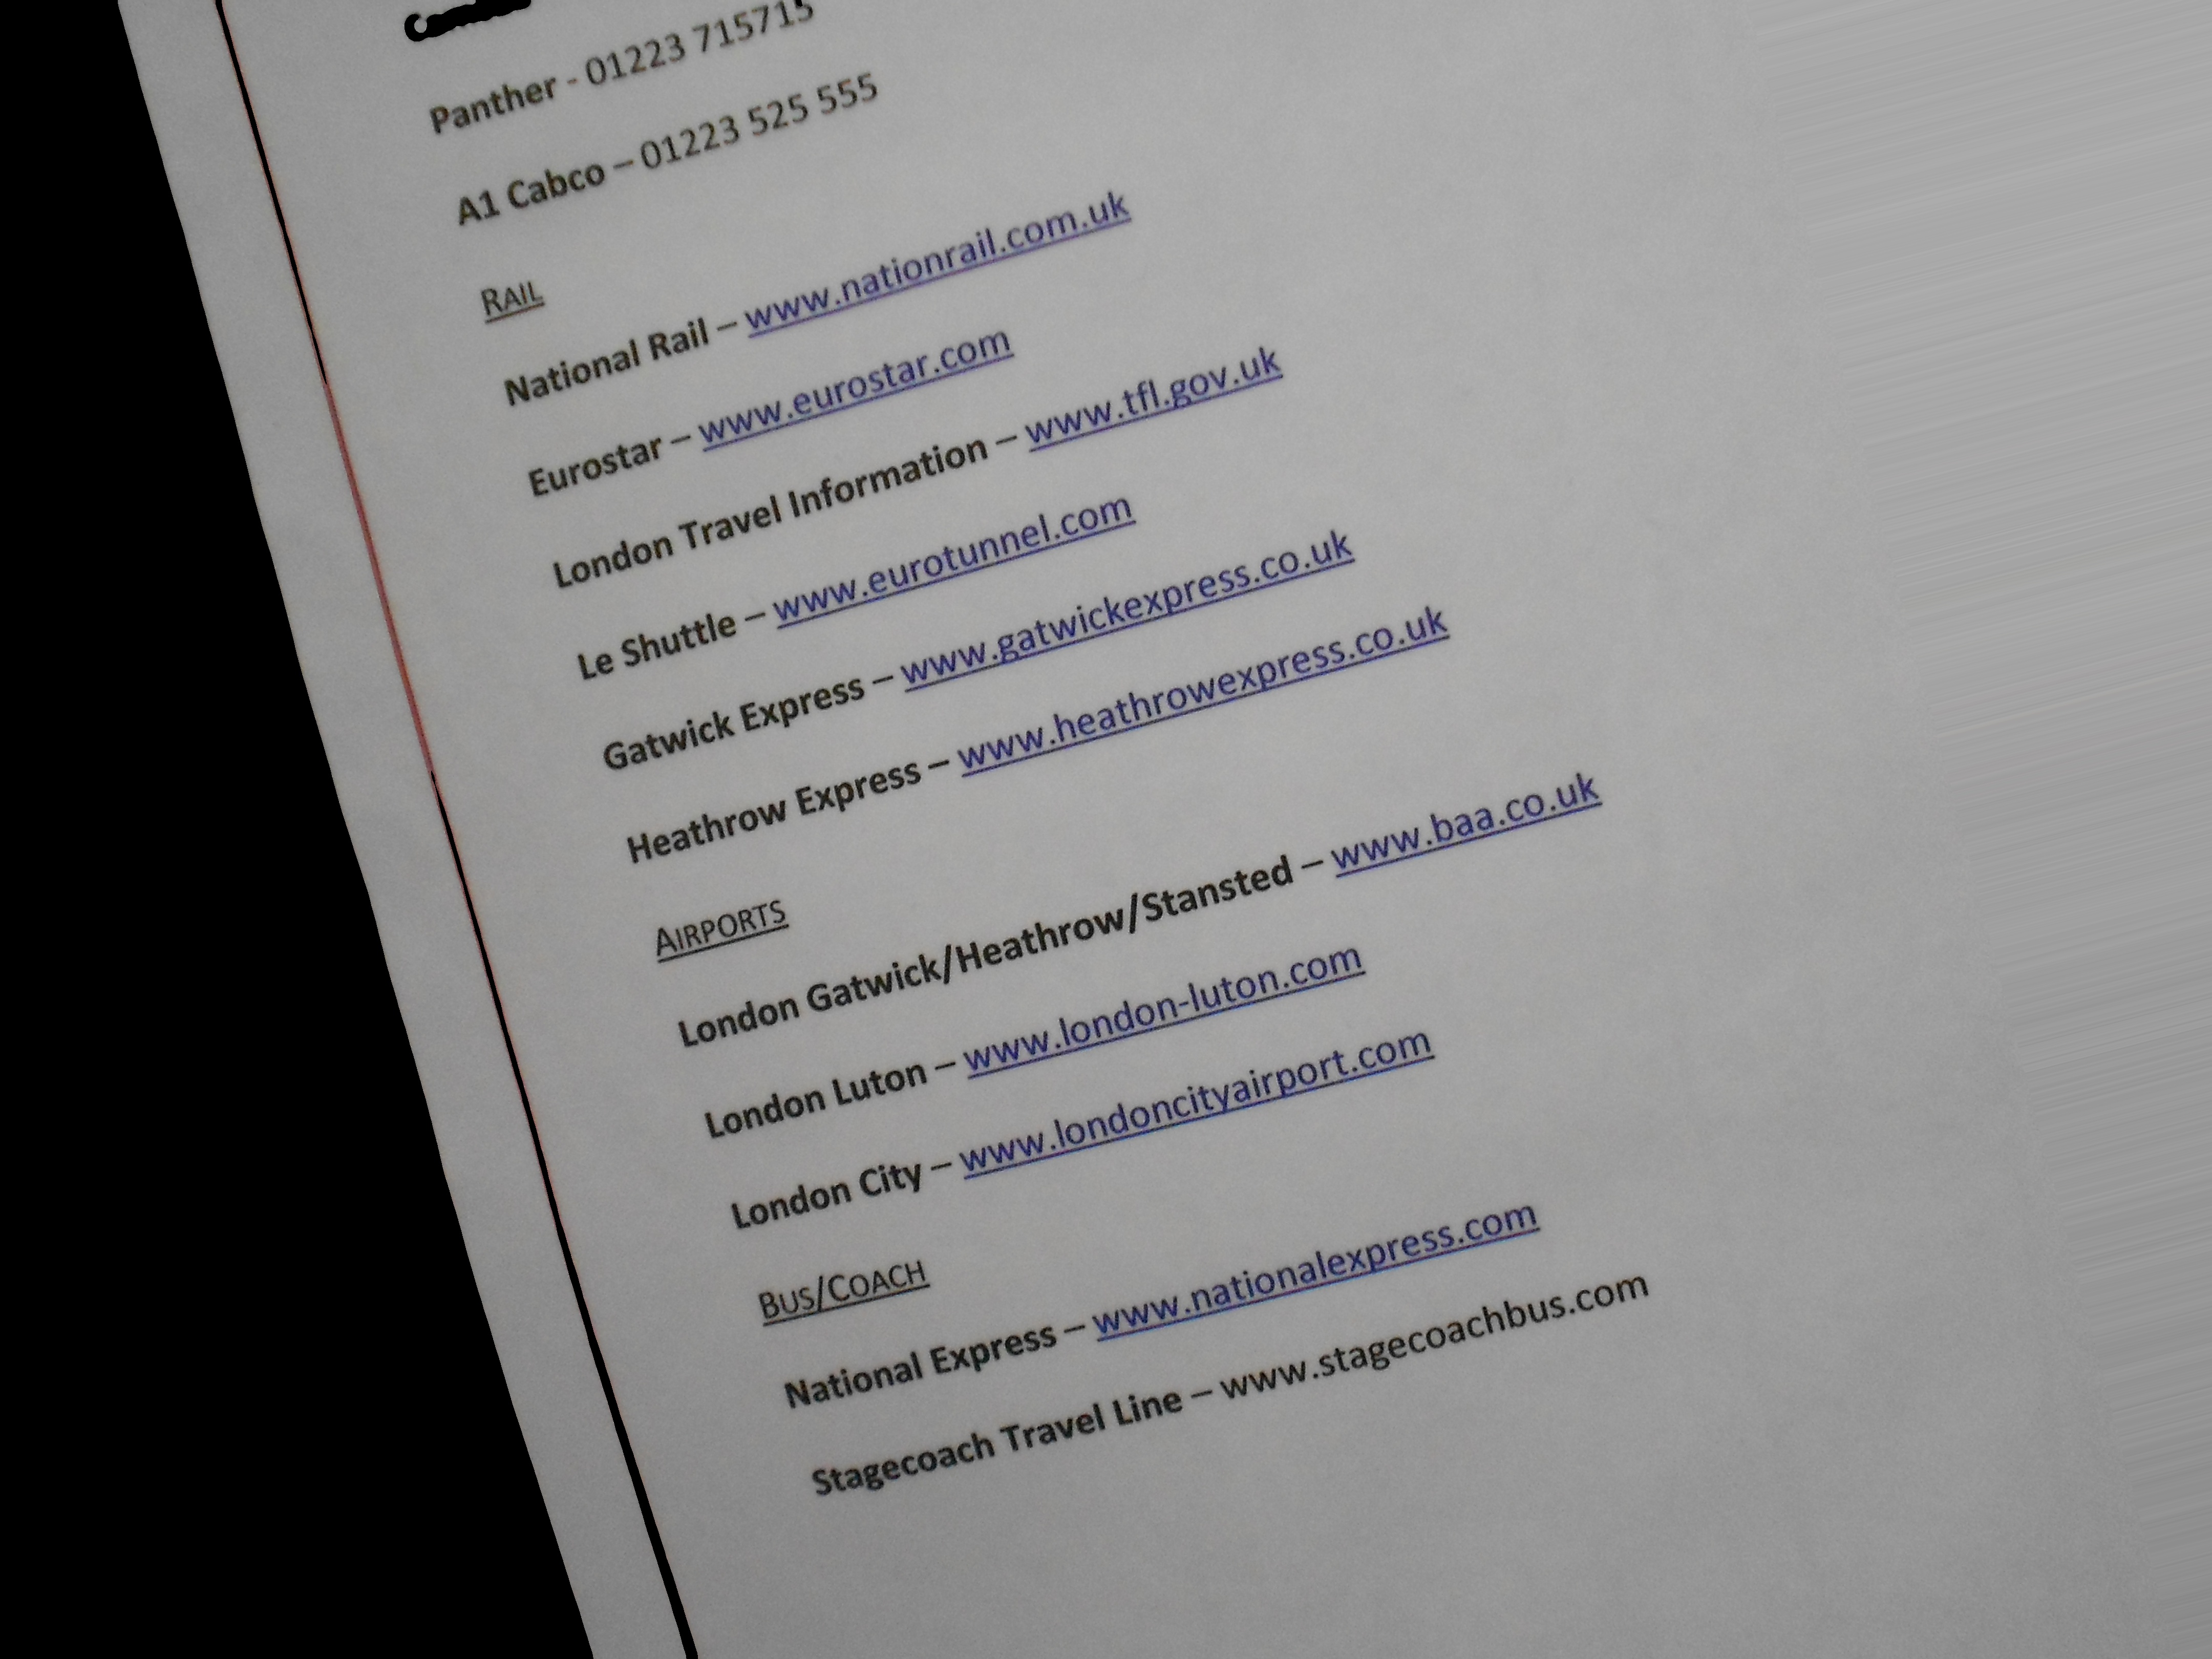 Panther - 01223 715715
A1 Cabco – 01223 525 555
RAIL
National Rail – www.nationrail.com.uk
Eurostar – www.eurostar.com
London Travel Information – www.tfl.gov.uk
Le Shuttle – www.eurotunnel.com
Gatwick Express – www.gatwickexpress.co.uk
Heathrow Express – www.heathrowexpress.co.uk
AIRPORTS
London Gatwick/Heathrow/Stansted – www.baa.co.uk
London Luton – www.london-luton.com
London City – www.londoncityairport.com
BUS/COACH
National Express – www.nationalexpress.com
Stagecoach Travel Line – www.stagecoachbus.com